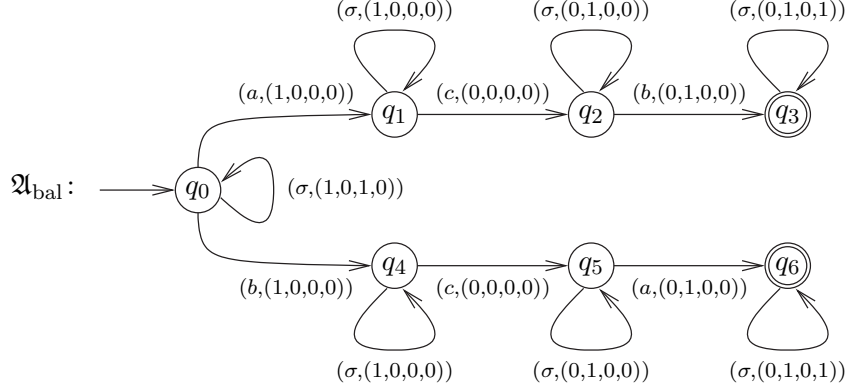 (σ,(1,0,0,0)) (σ,(0,1,0,0)) (σ,(0,1,0,1))
(a,(1,0,0,0)) q₁ (c,(0,0,0,0)) q₂ (b,(0,1,0,0)) q₃
𝔄bal: q₀ (σ,(1,0,1,0))
(b,(1,0,0,0)) q₄ (c,(0,0,0,0)) q₅ (a,(0,1,0,0)) q₆
(σ,(1,0,0,0)) (σ,(0,1,0,0)) (σ,(0,1,0,1))